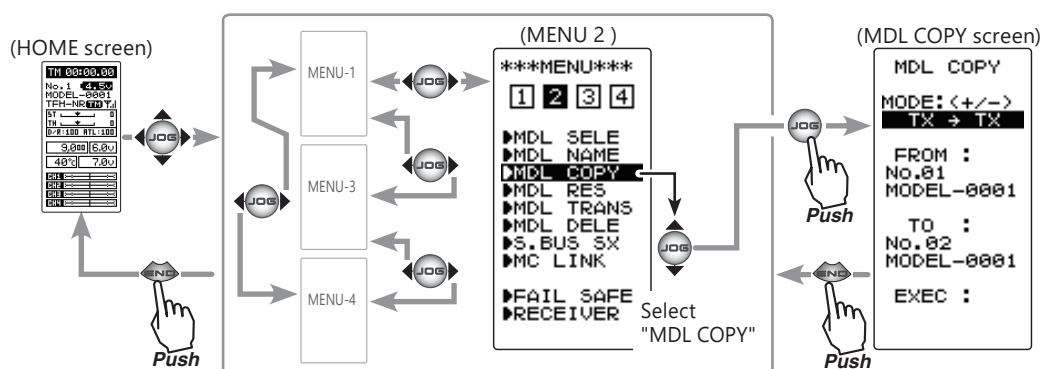 (HOME screen)
TM 00:00.00
No.1 4.5V
MODEL-0001
TFH-NR TM
ST 0
TH 0
D/R:100 ATL:100
9,000 6.0V
40°c 7.0V
CH1
CH2
CH3
CH4
JOG
END
Push
MENU-1
MENU-3
MENU-4
JOG
JOG
JOG
JOG
(MENU 2 )
***MENU***
1 2 3 4
MDL SELE
MDL NAME
MDL COPY
MDL RES
MDL TRANS
MDL DELE
S.BUS SX
MC LINK
FAIL SAFE
RECEIVER
JOG
Select
"MDL COPY"
JOG
Push
END
Push
(MDL COPY screen)
MDL COPY
MODE:(+/-)
TX → TX
FROM :
No.01
MODEL-0001
TO :
No.02
MODEL-0001
EXEC :